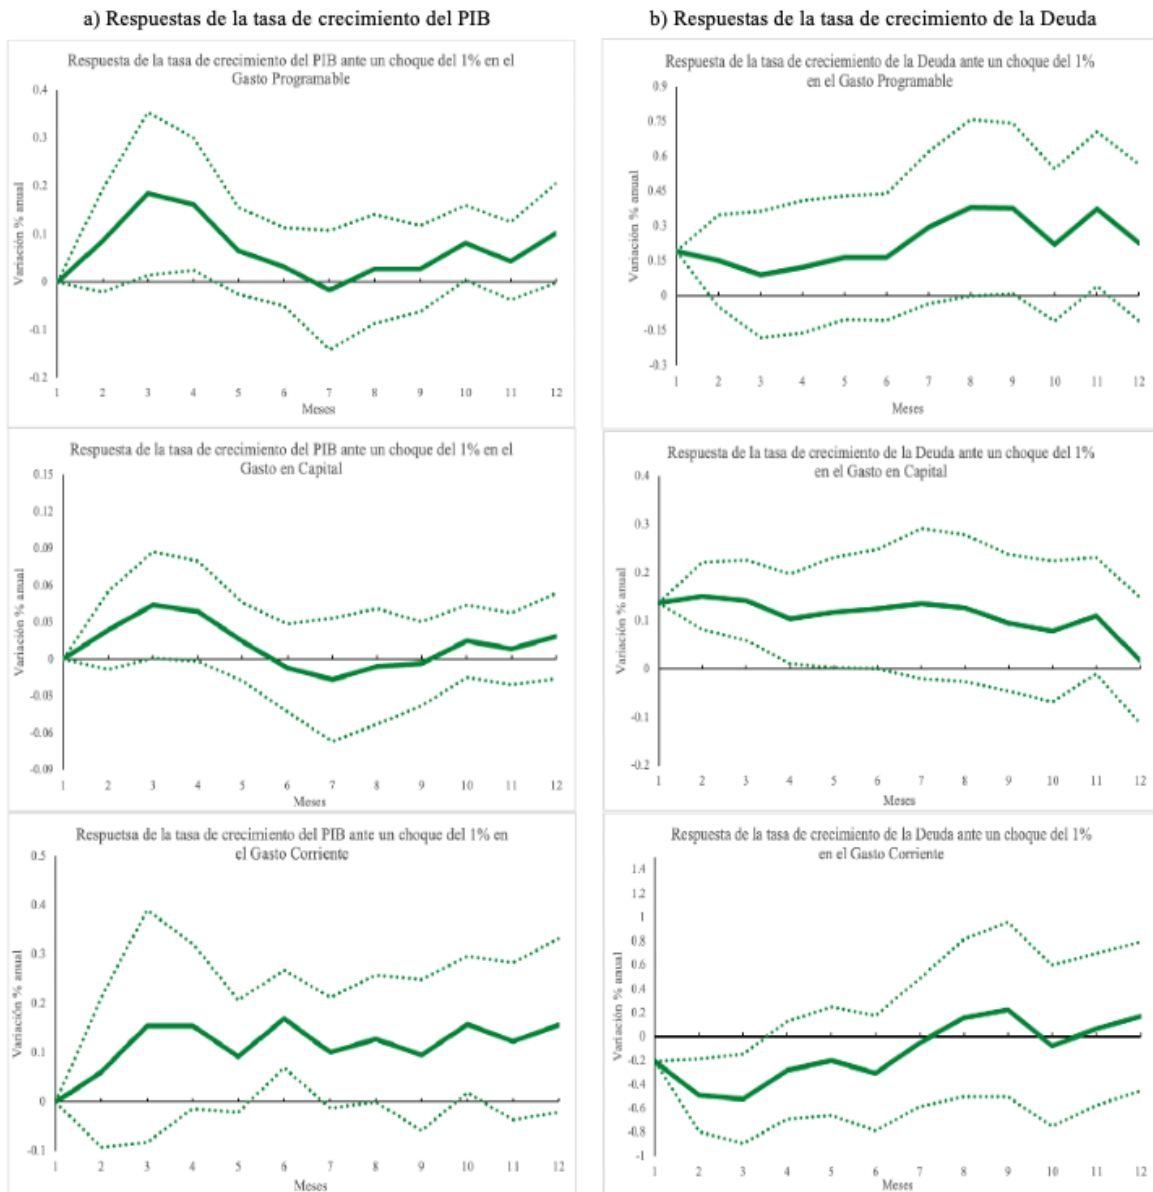 a) Respuestas de la tasa de crecimiento del PIB
b) Respuestas de la tasa de crecimiento de la Deuda
Respuesta de la tasa de crecimiento del PIB ante un choque del 1% en el
Gasto Programable
Variación % anual
0.4
0.3
0.2
0.1
0
-0.1
-0.2
1 2 3 4 5 6 7 8 9 10 11 12
Meses
Respuesta de la tasa de creciemiento de la Deuda ante un choque del 1%
en el Gasto Programable
Variación % anual
0.9
0.75
0.6
0.45
0.3
0.15
0
-0.15
-0.3
1 2 3 4 5 6 7 8 9 10 11 12
Meses
Respuesta de la tasa de crecimiento del PIB ante un choque del 1% en el
Gasto en Capital
Variación % anual
0.15
0.12
0.09
0.06
0.03
0
-0.03
-0.06
-0.09
1 2 3 4 5 6 7 8 9 10 11 12
Meses
Respuesta de la tasa de crecimiento de la Deuda ante un choque del 1%
en el Gasto en Capital
Variación % anual
0.4
0.3
0.2
0.1
0
-0.1
-0.2
1 2 3 4 5 6 7 8 9 10 11 12
Meses
Respuetsa de la tasa de crecimiento del PIB ante un choque del 1% en
el Gasto Corriente
Variación % anual
0.5
0.4
0.3
0.2
0.1
0
-0.1
1 2 3 4 5 6 7 8 9 10 11 12
Meses
Respuesta de la tasa de crecimiento de la Deuda ante un choque del 1%
en el Gasto Corriente
Variación % anual
1.4
1.2
1
0.8
0.6
0.4
0.2
0
-0.2
-0.4
-0.6
-0.8
-1
1 2 3 4 5 6 7 8 9 10 11 12
Meses